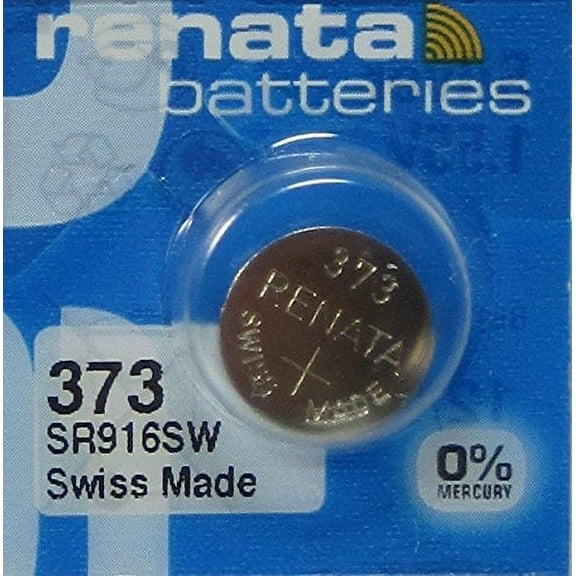 renata
batteries
373
RENATA
SWISS
MADE
373
SR916SW
Swiss Made
0%
MERCURY